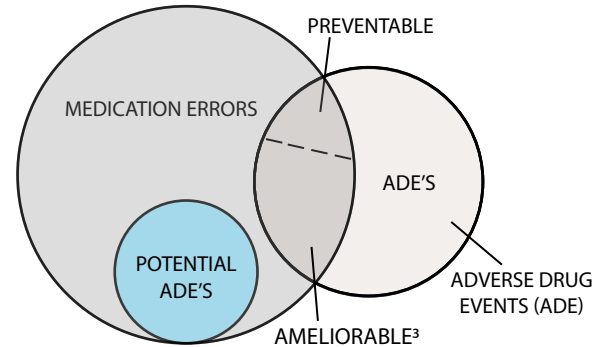 PREVENTABLE
MEDICATION ERRORS
ADE'S
POTENTIAL
ADE'S
ADVERSE DRUG
EVENTS (ADE)
AMELIORABLE³